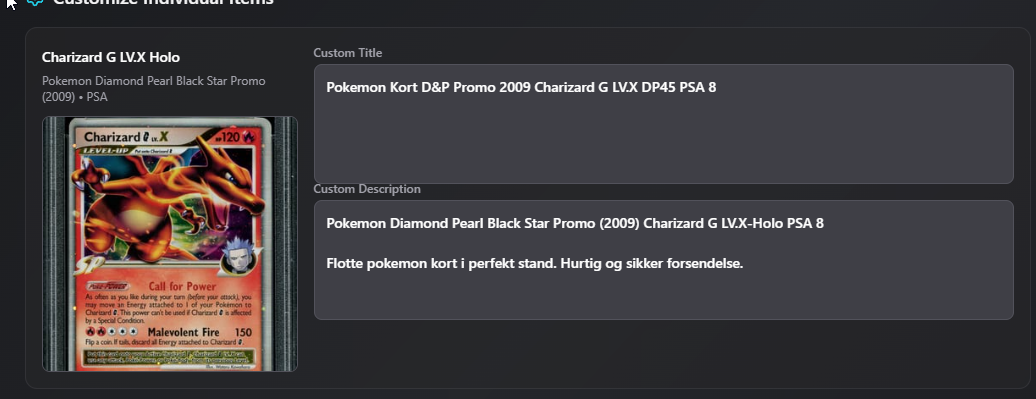 Customize Individual Items
Charizard G LV.X Holo
Pokemon Diamond Pearl Black Star Promo
(2009) • PSA
Custom Title
Pokemon Kort D&P Promo 2009 Charizard G LV.X DP45 PSA 8
Custom Description
Pokemon Diamond Pearl Black Star Promo (2009) Charizard G LV.X-Holo PSA 8
Flotte pokemon kort i perfekt stand. Hurtig og sikker forsendelse.
Charizard G LV.X HP120
LEVEL-UP Put onto Charizard G
SP
POKé-POWER Call for Power
As often as you like during your turn (before your attack), you
may move an Energy attached to 1 of your Pokémon to
Charizard G. This power can't be used if Charizard G is affected
by a Special Condition.
Malevolent Fire 150
Flip a coin. If tails, discard all Energy attached to Charizard G.